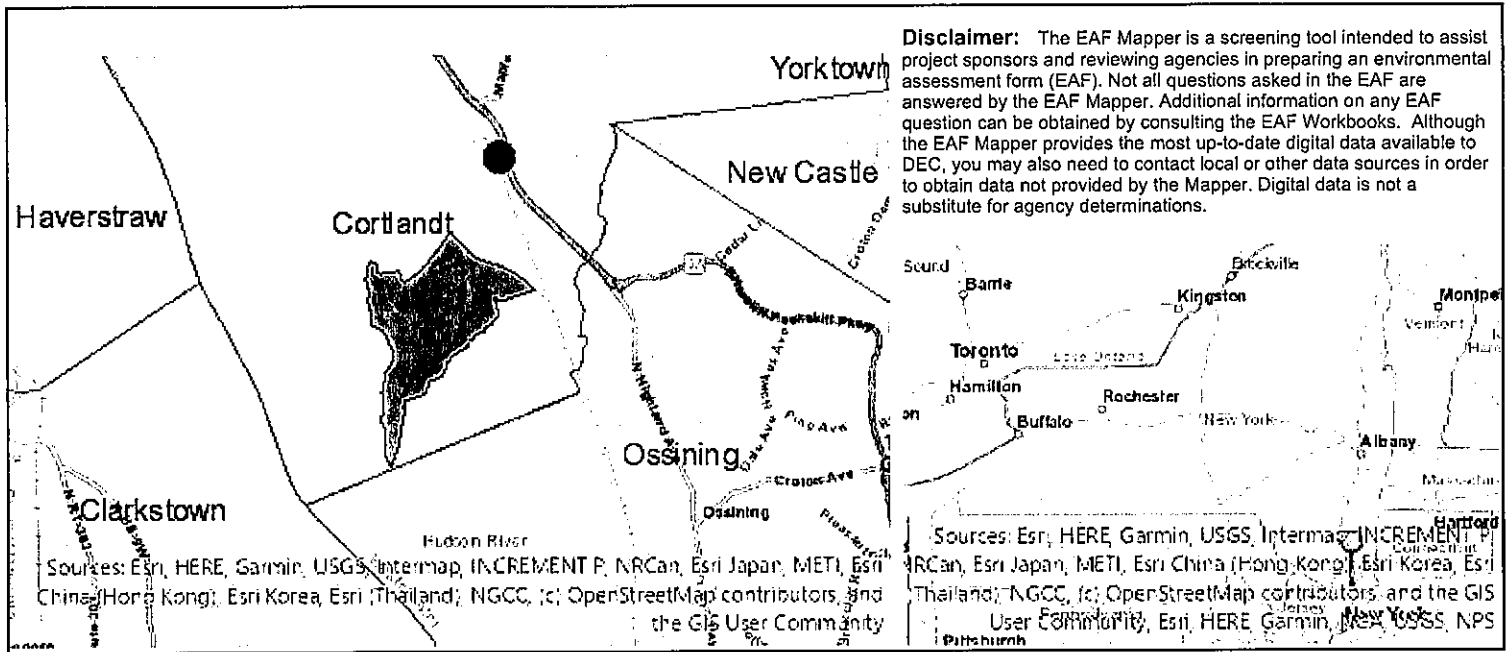 Disclaimer: The EAF Mapper is a screening tool intended to assist
project sponsors and reviewing agencies in preparing an environmental
assessment form (EAF). Not all questions asked in the EAF are
answered by the EAF Mapper. Additional information on any EAF
question can be obtained by consulting the EAF Workbooks. Although
the EAF Mapper provides the most up-to-date digital data available to
DEC, you may also need to contact local or other data sources in order
to obtain data not provided by the Mapper. Digital data is not a
substitute for agency determinations.
Yorktown
New Castle
Haverstraw
Cortlandt
Cedar Ln
Croton Ave
Pine Ave
Ossining
Ossining
Clarkstown
Hudson River
Sources: Esri, HERE, Garmin, USGS, Intermap, INCREMENT P, NRCan, Esri Japan, METI, Esri
China (Hong Kong), Esri Korea, Esri (Thailand), NGCC, (c) OpenStreetMap contributors, and
the GIS User Community
Sound
Barrie
Brockville
Kingston
Montpel
Vermont
Toronto
Lake Ontario
Hamilton
Rochester
Buffalo
New York
Albany
Hartford
Sources: Esri, HERE, Garmin, USGS, Intermap, INCREMENT P,
NRCan, Esri Japan, METI, Esri China (Hong Kong), Esri Korea, Esri
(Thailand), NGCC, (c) OpenStreetMap contributors, and the GIS
User Community, Esri, HERE, Garmin, USGS, NPS
Pennsylvania
New York
Pittsburgh